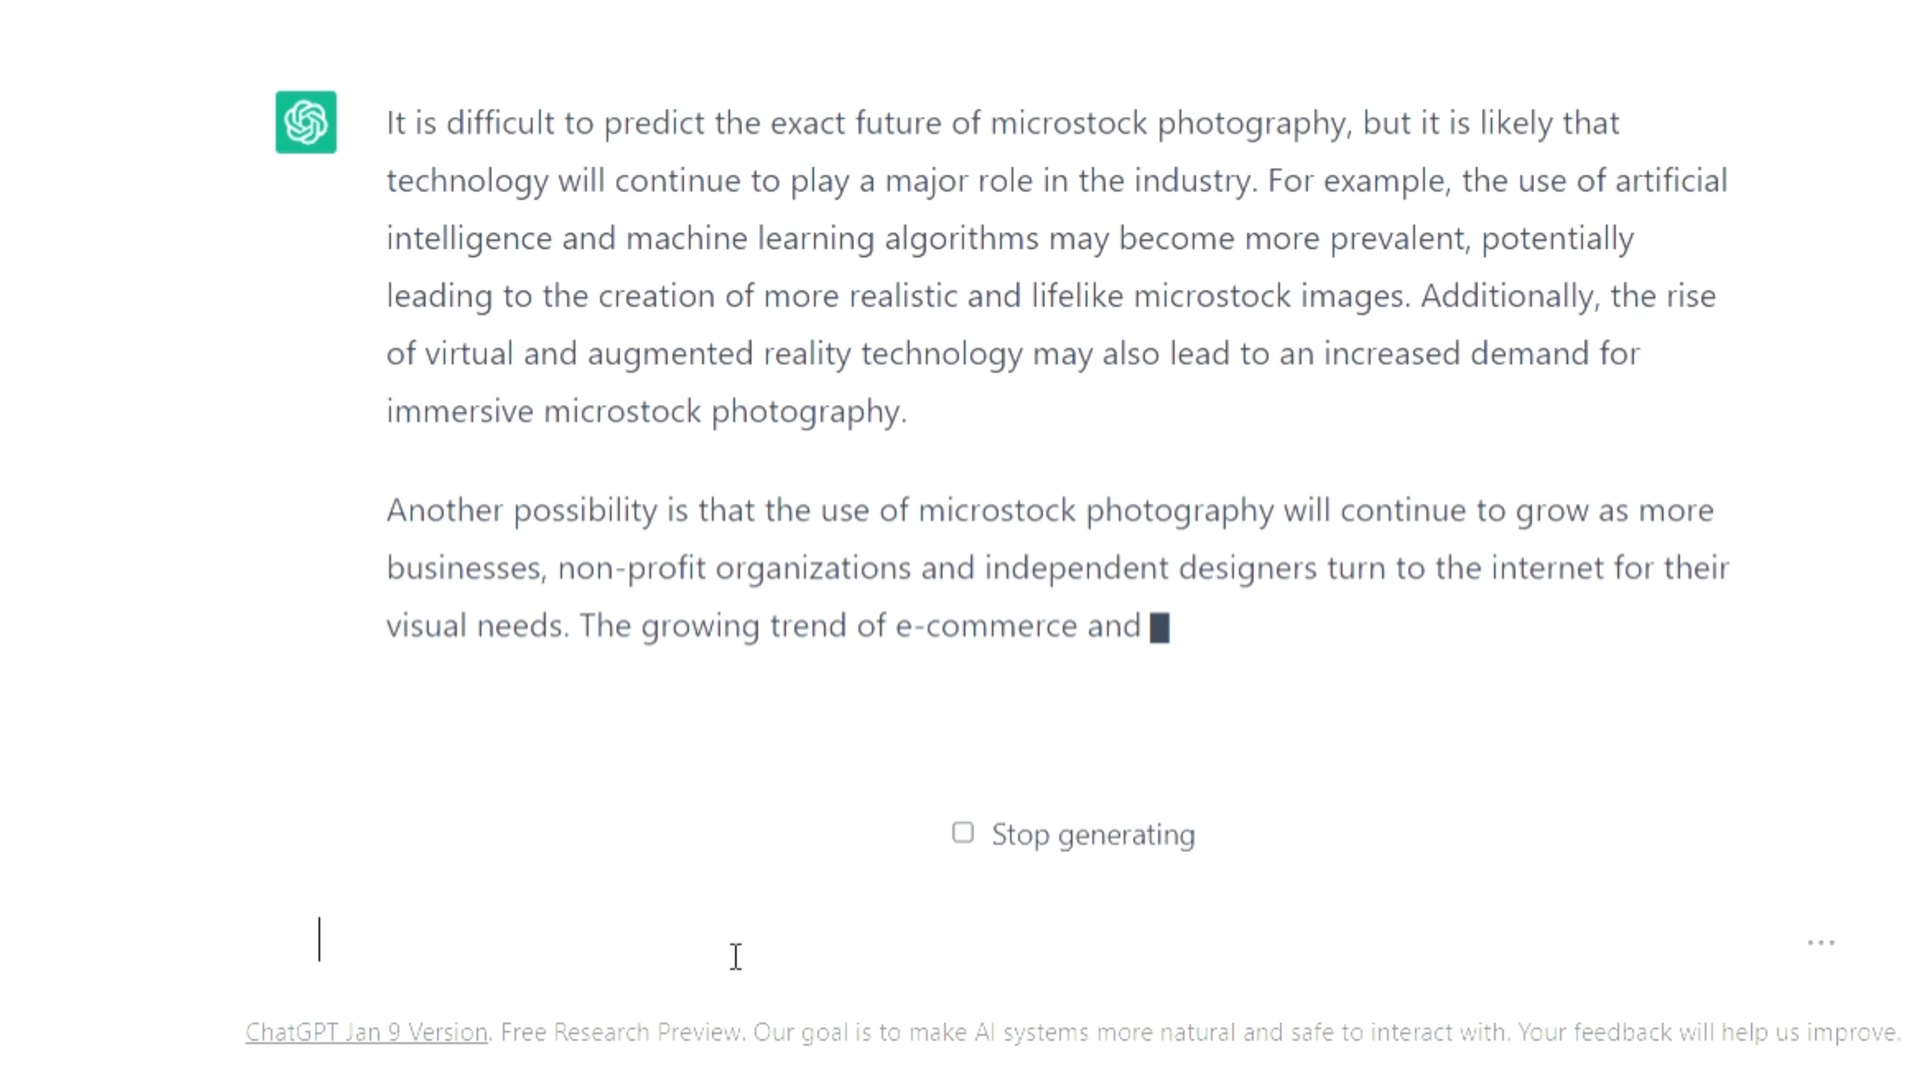 It is difficult to predict the exact future of microstock photography, but it is likely that
technology will continue to play a major role in the industry. For example, the use of artificial
intelligence and machine learning algorithms may become more prevalent, potentially
leading to the creation of more realistic and lifelike microstock images. Additionally, the rise
of virtual and augmented reality technology may also lead to an increased demand for
immersive microstock photography.
Another possibility is that the use of microstock photography will continue to grow as more
businesses, non-profit organizations and independent designers turn to the internet for their
visual needs. The growing trend of e-commerce and
Stop generating
ChatGPT Jan 9 Version. Free Research Preview. Our goal is to make AI systems more natural and safe to interact with. Your feedback will help us improve.